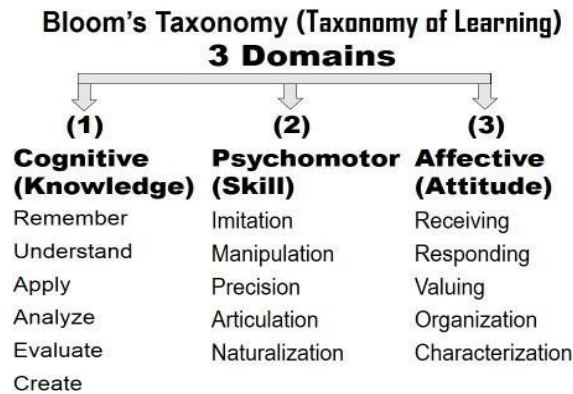 Bloom's Taxonomy (Taxonomy of Learning)
3 Domains
(1)
Cognitive
(Knowledge)
Remember
Understand
Apply
Analyze
Evaluate
Create
(2)
Psychomotor
(Skill)
Imitation
Manipulation
Precision
Articulation
Naturalization
(3)
Affective
(Attitude)
Receiving
Responding
Valuing
Organization
Characterization